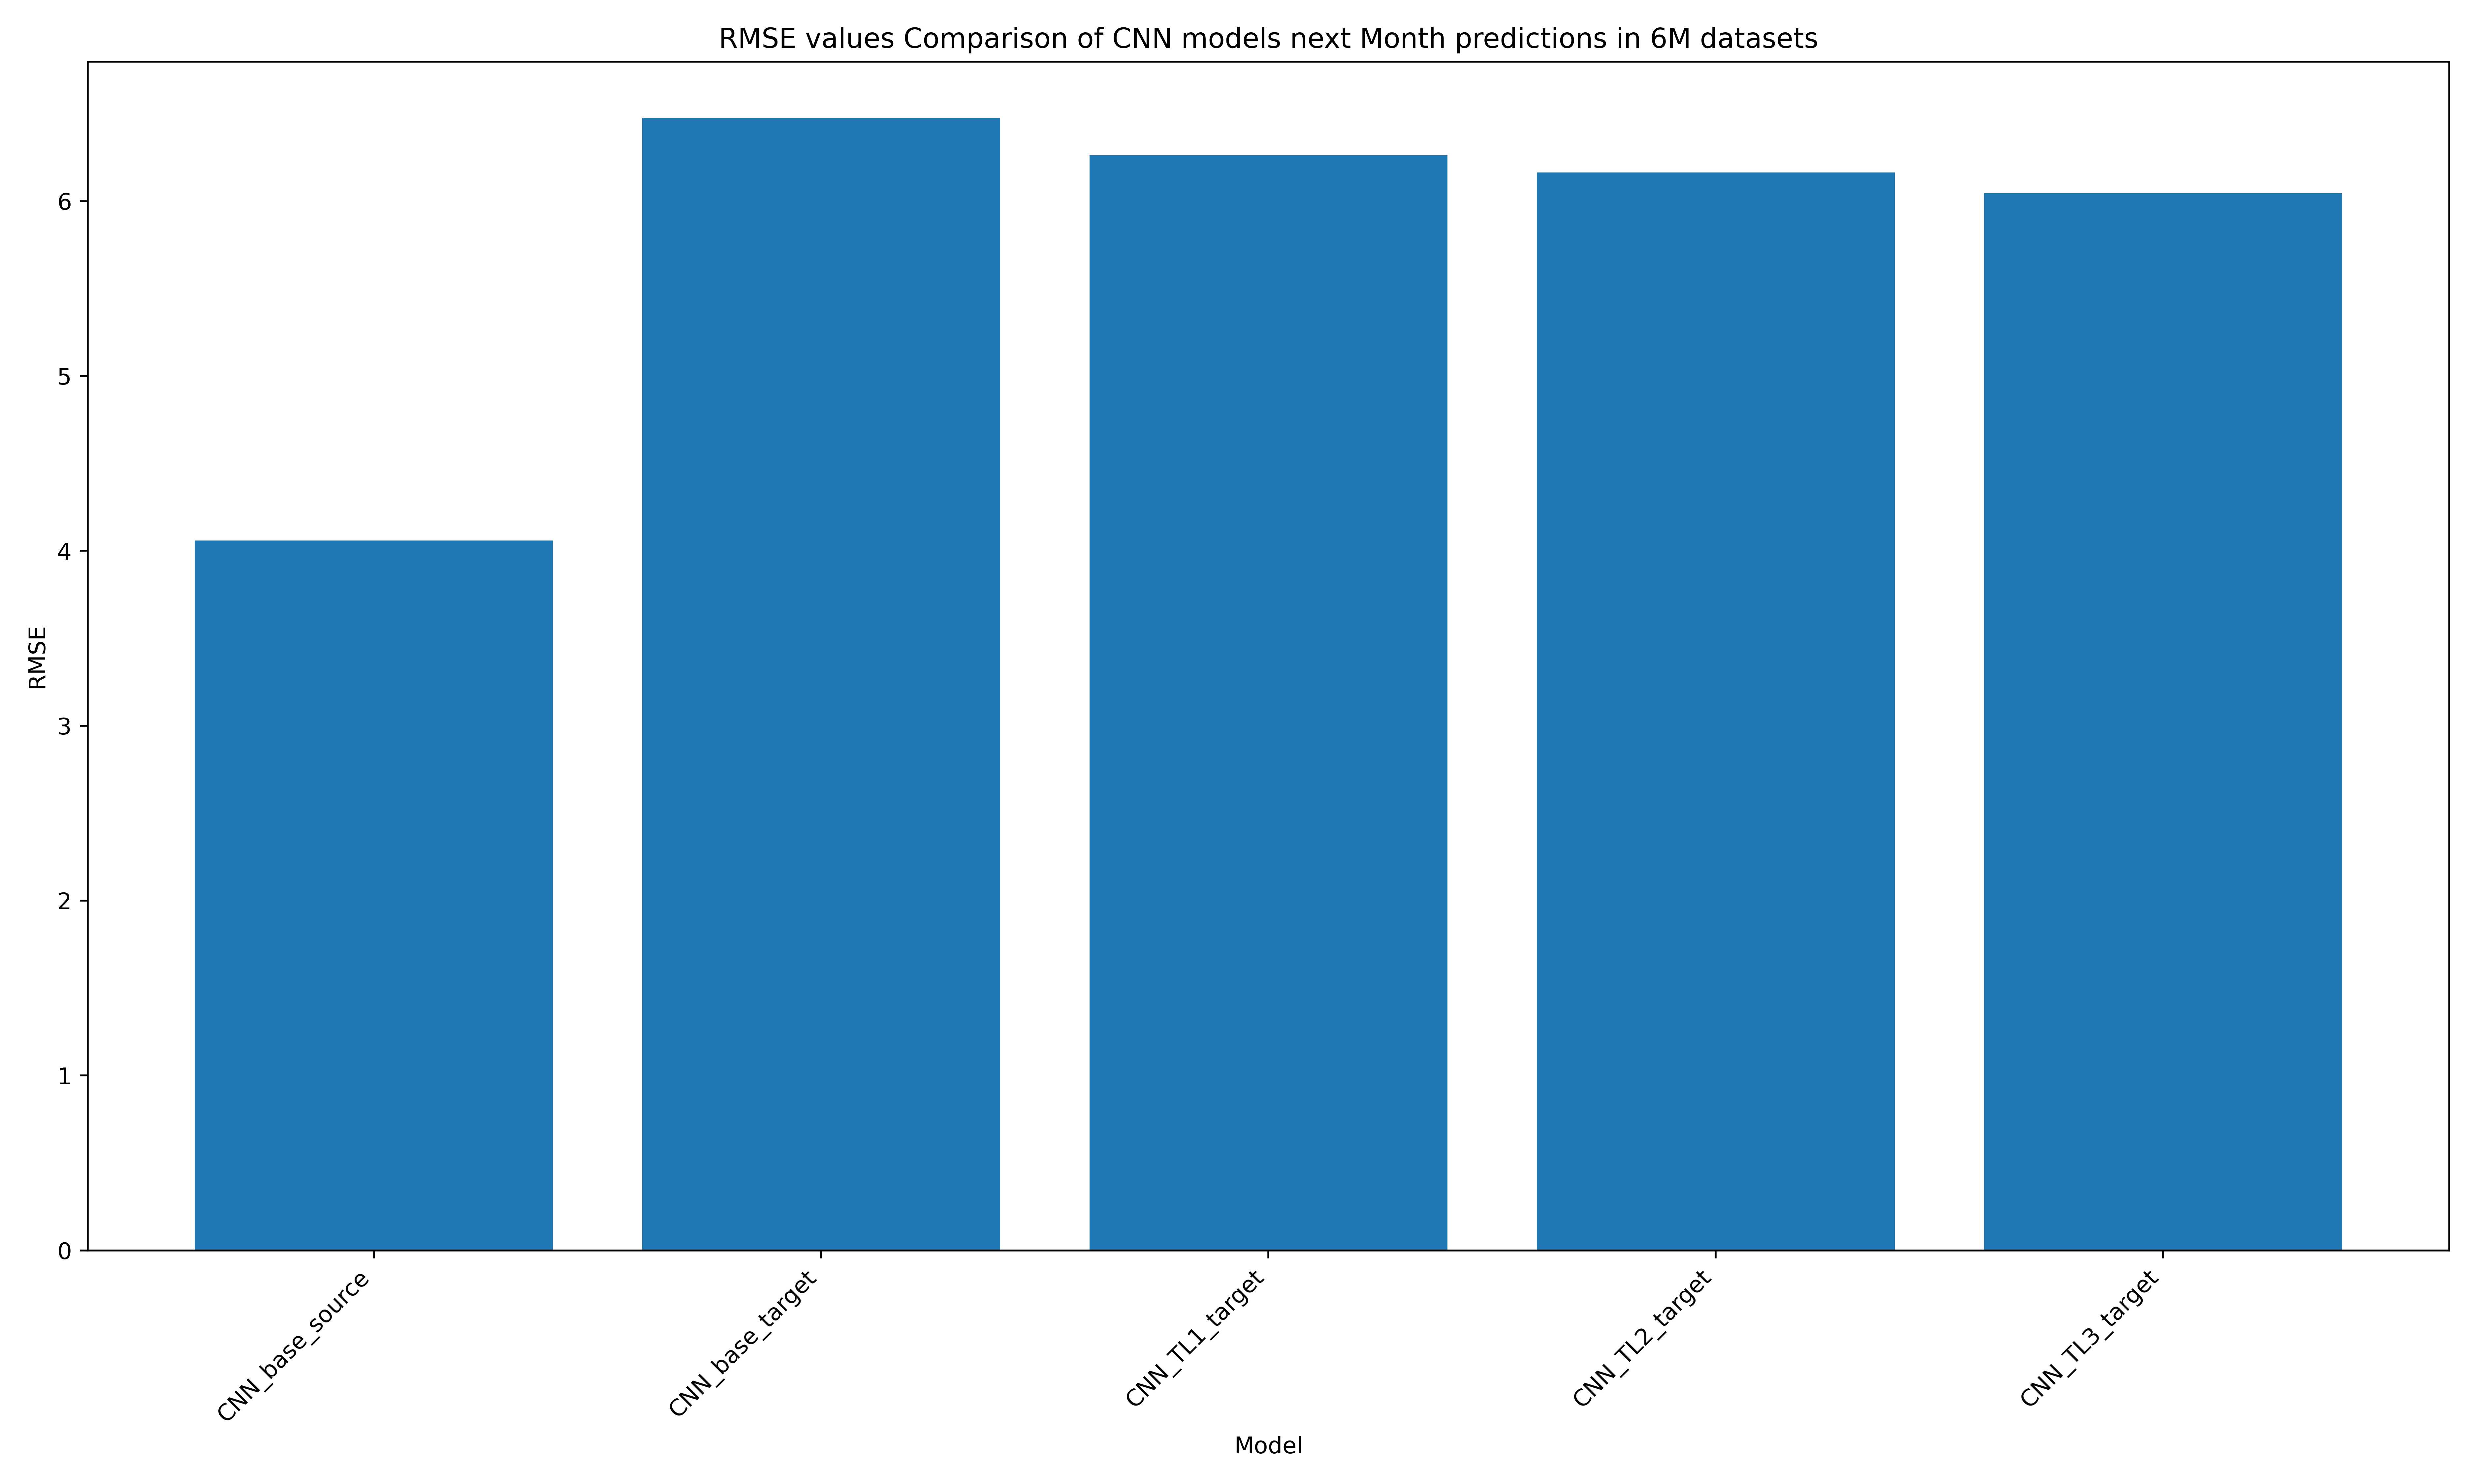 RMSE values Comparison of CNN models next Month predictions in 6M datasets
RMSE
6
5
4
3
2
1
0
CNN_base_source
CNN_base_target
CNN_TL1_target
CNN_TL2_target
CNN_TL3_target
Model